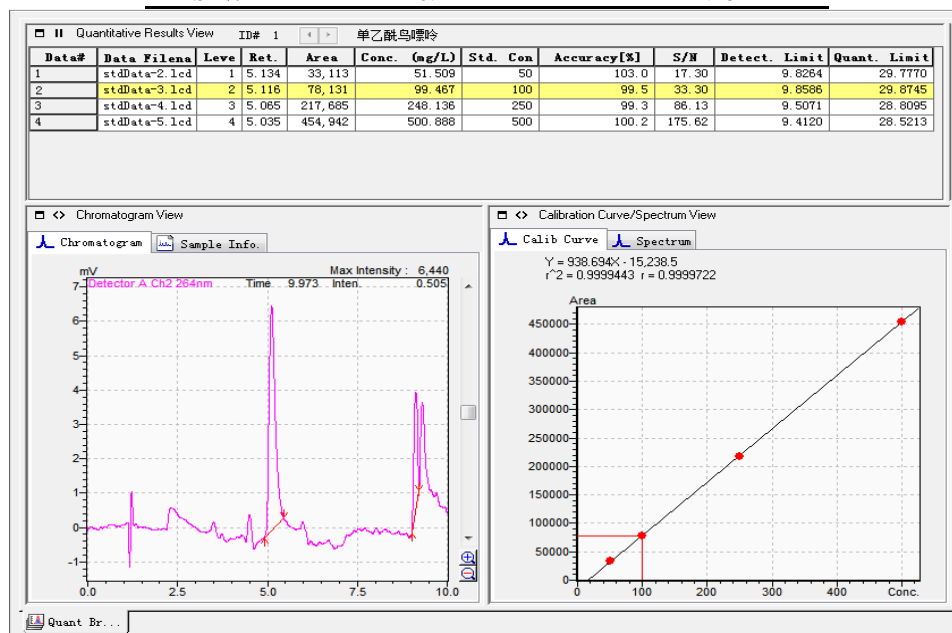 Quantitative Results View ID# 1 单乙酰鸟嘌呤
Data# Data Filena Leve Ret. Area Conc. (mg/L) Std. Con Accuracy[%] S/N Detect. Limit Quant. Limit
1 stdData-2.lcd 1 5.134 33,113 51.509 50 103.0 17.30 9.8264 29.7770
2 stdData-3.lcd 2 5.116 78,131 99.467 100 99.5 33.30 9.8586 29.8745
3 stdData-4.lcd 3 5.065 217,685 248.136 250 99.3 86.13 9.5071 28.8095
4 stdData-5.lcd 4 5.035 454,942 500.888 500 100.2 175.62 9.4120 28.5213
Chromatogram View
Chromatogram Sample Info.
mV Max Intensity : 6,440
Detector A Ch2 264nm Time 9.973 Inten. 0.505
7
6
5
4
3
2
1
0
-1
0.0 2.5 5.0 7.5 10.0
Calibration Curve/Spectrum View
Calib Curve Spectrum
Y = 938.694X - 15,238.5
r^2 = 0.9999443 r = 0.9999722
Area
450000
400000
350000
300000
250000
200000
150000
100000
50000
0
0 100 200 300 400 Conc.
Quant Br...